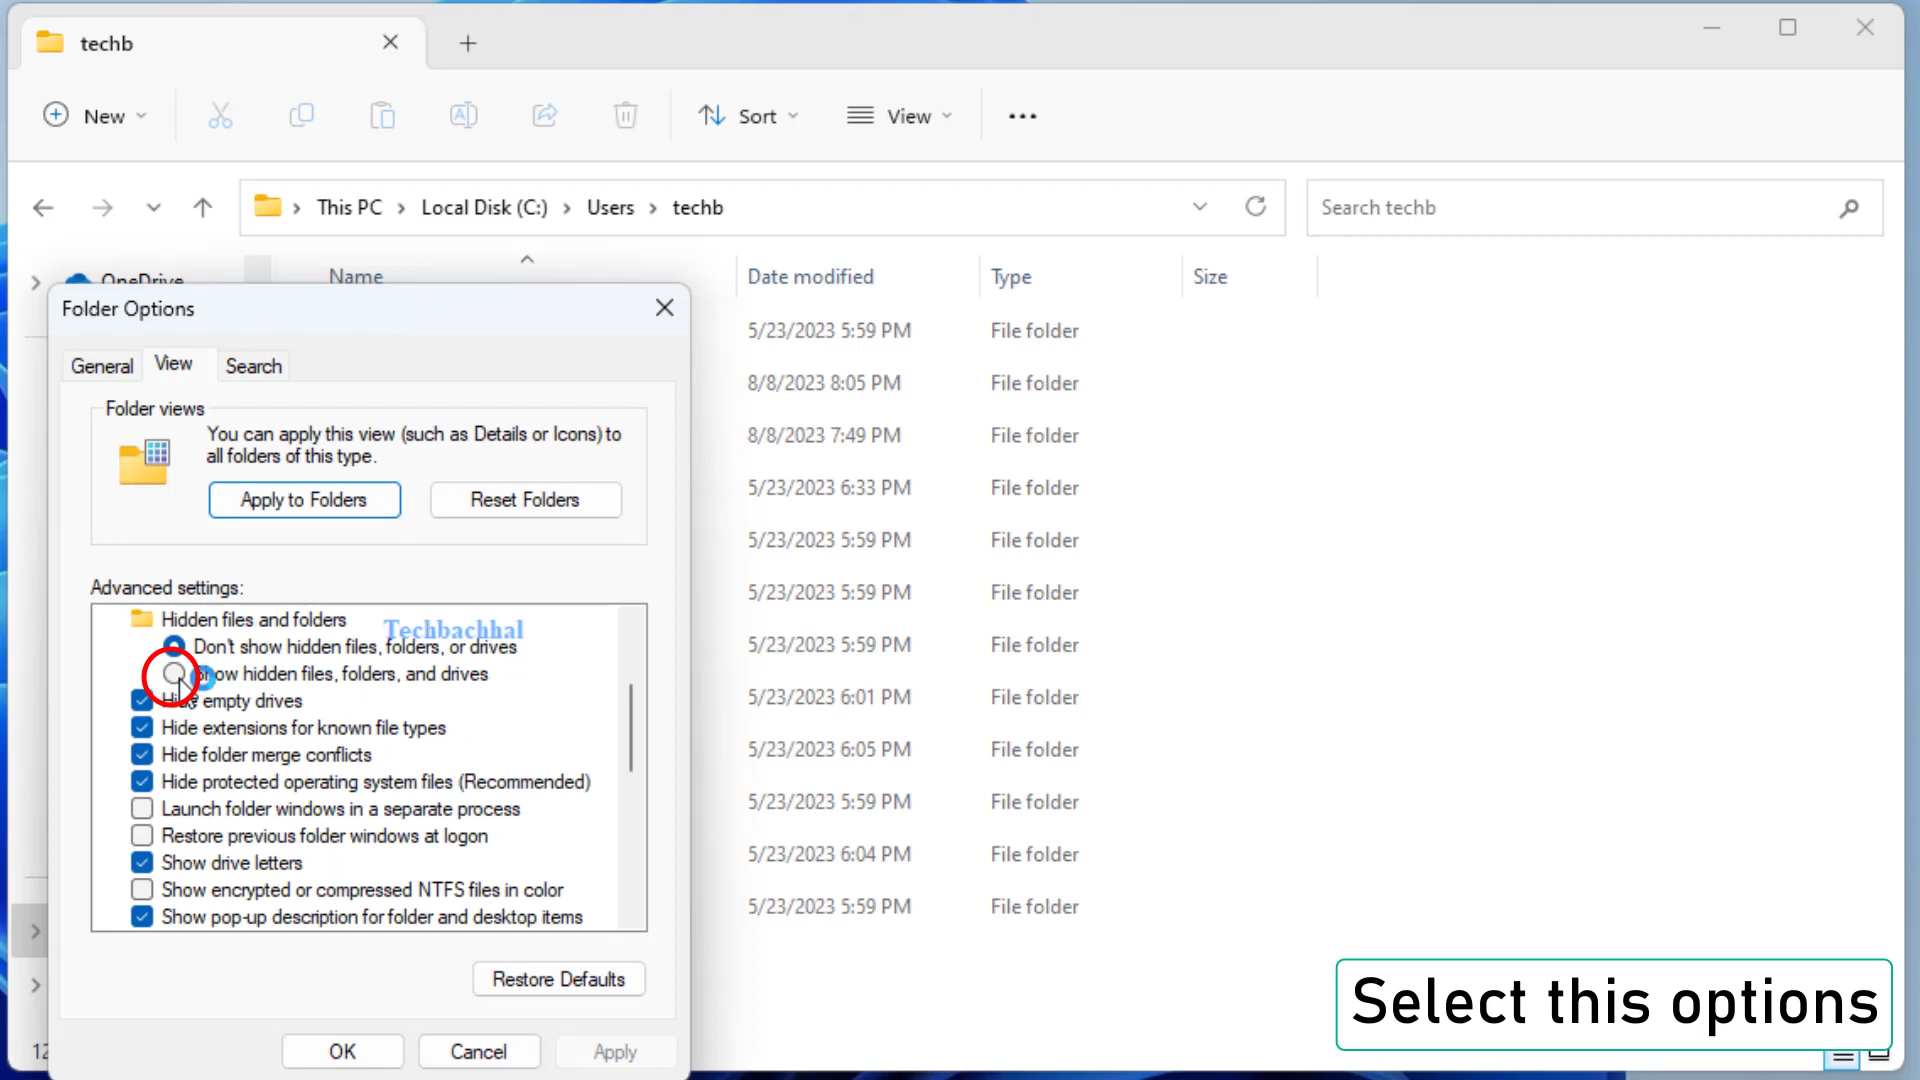 techb
New
Sort
View
This PC
Local Disk (C:)
Users
techb
Search techb
OneDrive
Name
Date modified
Type
Size
5/23/2023 5:59 PM File folder
8/8/2023 8:05 PM File folder
8/8/2023 7:49 PM File folder
5/23/2023 6:33 PM File folder
5/23/2023 5:59 PM File folder
5/23/2023 5:59 PM File folder
5/23/2023 5:59 PM File folder
5/23/2023 6:01 PM File folder
5/23/2023 6:05 PM File folder
5/23/2023 5:59 PM File folder
5/23/2023 6:04 PM File folder
5/23/2023 5:59 PM File folder
Folder Options
General
View
Search
Folder views
You can apply this view (such as Details or Icons) to
all folders of this type.
Apply to Folders
Reset Folders
Advanced settings:
Hidden files and folders
Techbachhal
Don't show hidden files, folders, or drives
Show hidden files, folders, and drives
Hide empty drives
Hide extensions for known file types
Hide folder merge conflicts
Hide protected operating system files (Recommended)
Launch folder windows in a separate process
Restore previous folder windows at logon
Show drive letters
Show encrypted or compressed NTFS files in color
Show pop-up description for folder and desktop items
Restore Defaults
OK
Cancel
Apply
12
Select this options